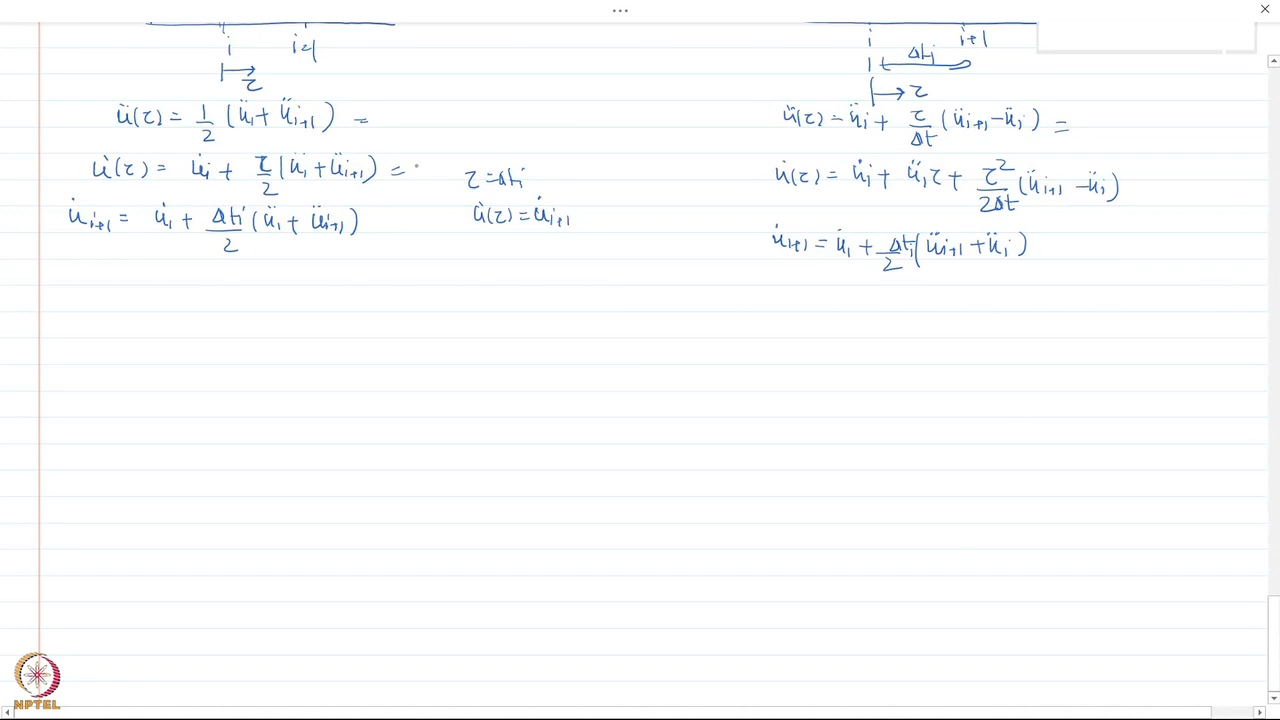 ...
i i+1
τ
ü(τ) = 1/2 (üi + üi+1) =
u̇(τ) = u̇i + τ/2 (üi + üi+1) =
u̇i+1 = u̇i + Δti/2 (üi + üi+1)
τ = Δti
u̇(τ) = u̇i+1
i i+1
Δti
τ
ü(τ) = üi + τ/Δt (üi+1 - üi) =
u̇(τ) = u̇i + üiτ + τ²/2Δt (üi+1 - üi)
u̇i+1 = u̇i + Δti/2 (üi+1 + üi)
NPTEL